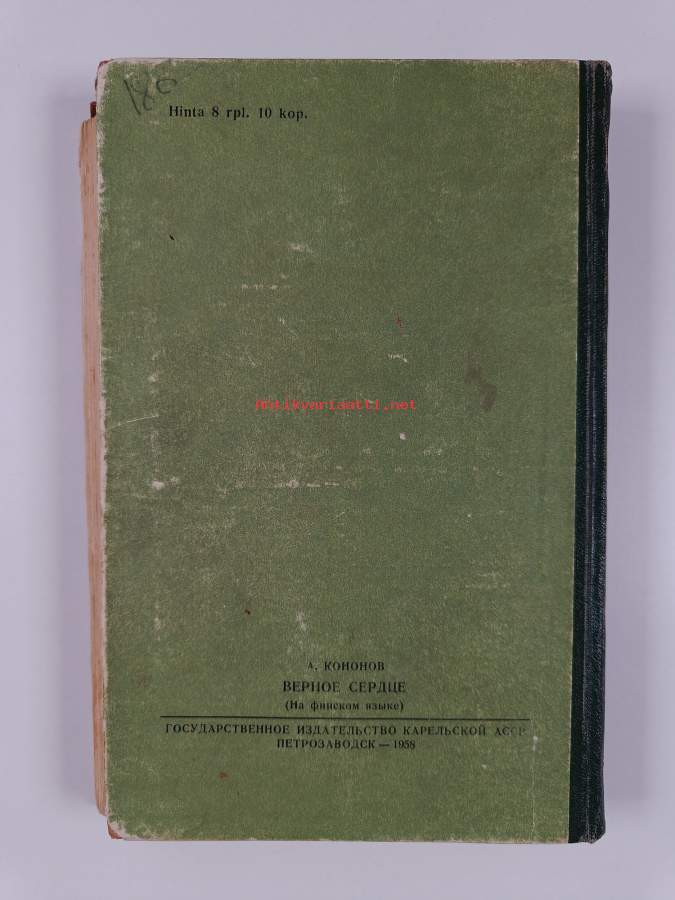 180
Hinta 8 rpl. 10 kop.
Antikvariaatti.net
А. КОНОНОВ
ВЕРНОЕ СЕРДЦЕ
(На финском языке)
ГОСУДАРСТВЕННОЕ ИЗДАТЕЛЬСТВО КАРЕЛЬСКОЙ АССР
ПЕТРОЗАВОДСК — 1958